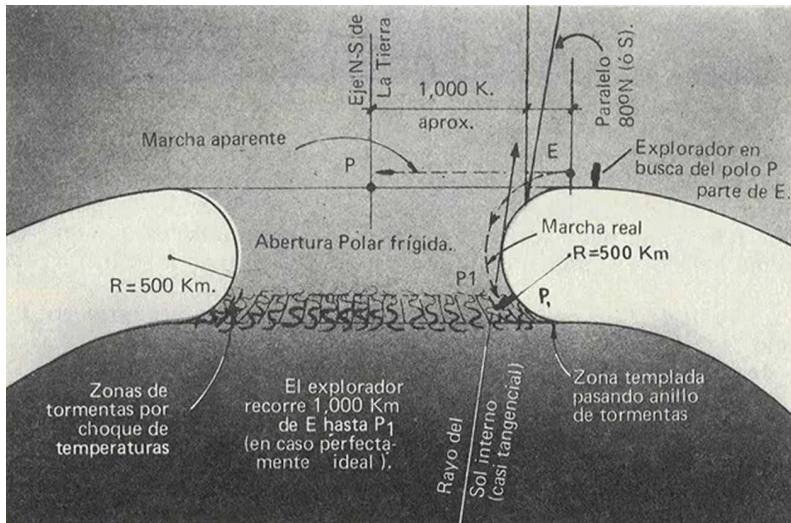 Eje N-S de
La Tierra
1,000 K.
aprox.
Paralelo
80ºN (ó S).
Marcha aparente
P
E
Explorador en
busca del polo P
parte de E.
Abertura Polar frígida.
Marcha real
R=500 Km
R=500 Km.
P1
P1
Zonas de
tormentas por
choque de
temperaturas
El explorador
recorre 1,000 Km
de E hasta P1
(en caso perfecta-
mente ideal).
Rayo del
Sol interno
(casi tangencial)
Zona templada
pasando anillo
de tormentas